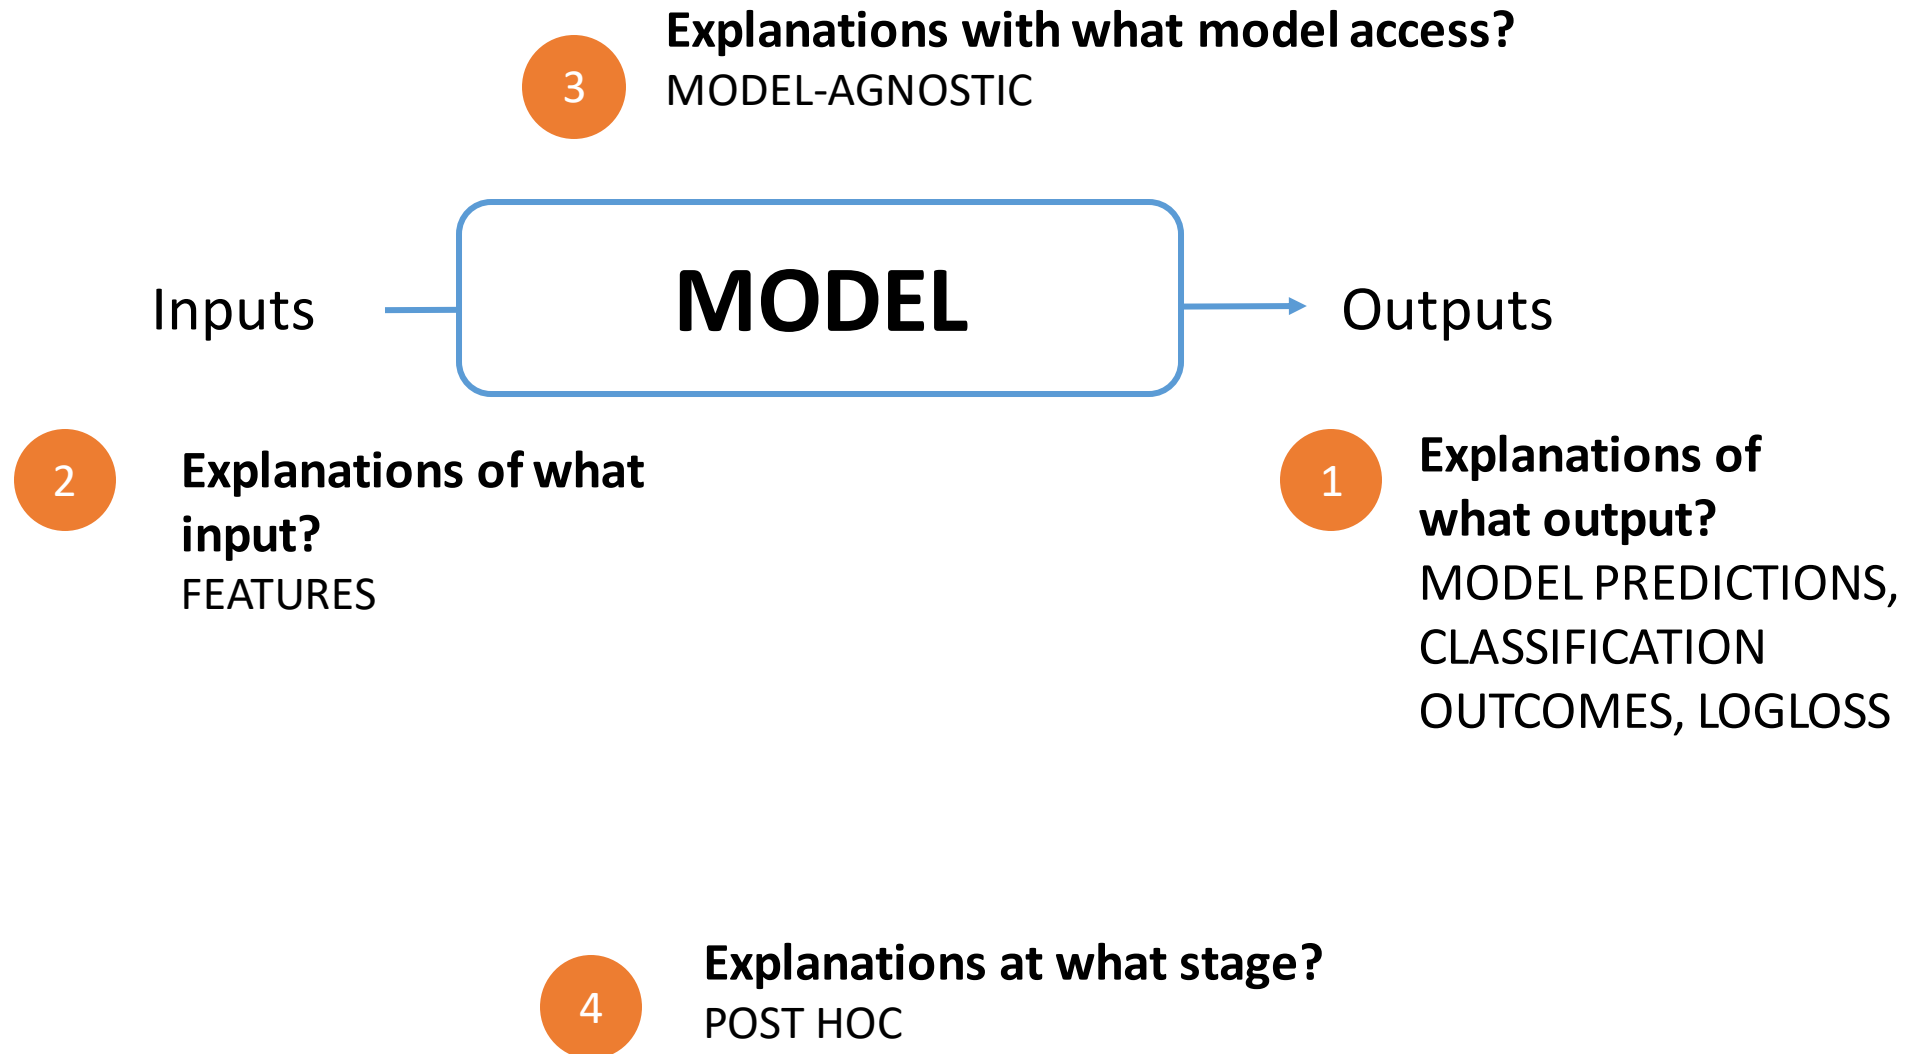 3
Explanations with what model access?
MODEL-AGNOSTIC
Inputs
MODEL
Outputs
2
Explanations of what
input?
FEATURES
1
Explanations of
what output?
MODEL PREDICTIONS,
CLASSIFICATION
OUTCOMES, LOGLOSS
4
Explanations at what stage?
POST HOC